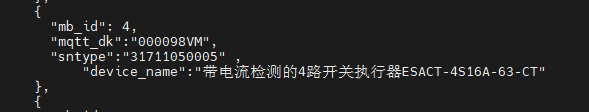 {
"mb_id": 4,
"mqtt_dk":"000098VM",
"sntype":"31711050005" ,
"device_name":"带电流检测的4路开关执行器ESACT-4S16A-63-CT"
},
{